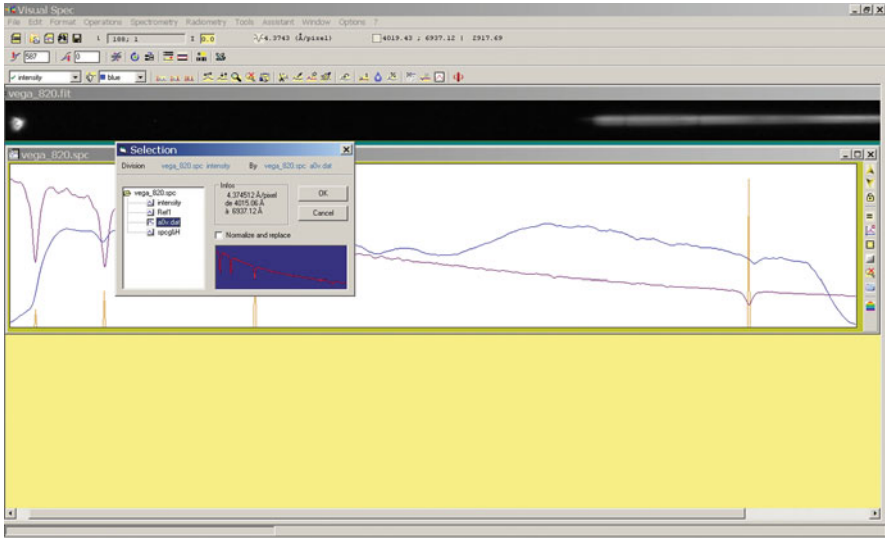 Visual Spec
File Edit Format Operations Spectrometry Radiometry Tools Assistant Window Options ?
1 188; 1 I 0.0 4.3743 (Å/pixel) 4019.43 ; 6937.12 | 2917.69
587 0
intensity blue
vega_820.fit
vega_820.spc
Selection
Division vega_820.spc intensity By vega_820.spc a0v.dat
vega_820.spc
intensity
Ref1
a0v.dat
Infos
4.374512 Å/pixel
de 4015.06 Å
à 6937.12 Å
OK
Cancel
Normalize and replace